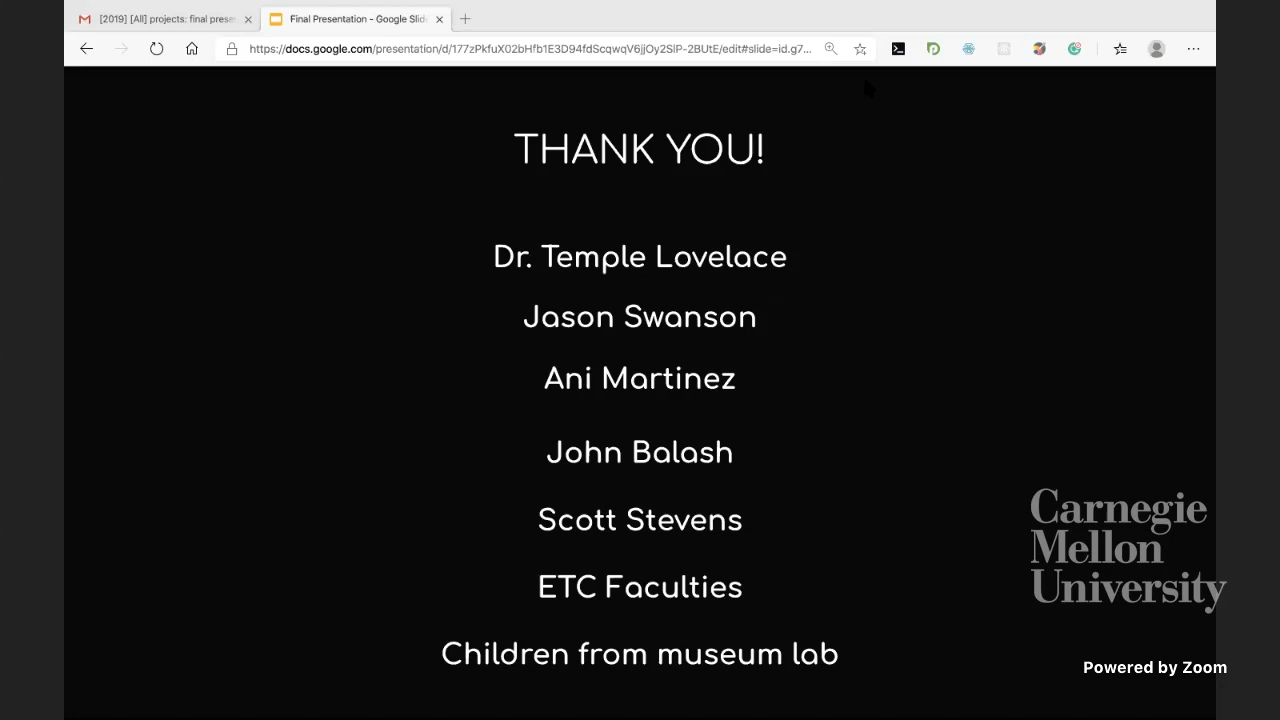 [2019] [All] projects: final prese
Final Presentation - Google Slid
https://docs.google.com/presentation/d/177zPkfuX02bHfb1E3D94fdScqwqV6jjOy2SlP-2BUtE/edit#slide=id.g7...
THANK YOU!
Dr. Temple Lovelace
Jason Swanson
Ani Martinez
John Balash
Scott Stevens
ETC Faculties
Children from museum lab
Carnegie
Mellon
University
Powered by Zoom